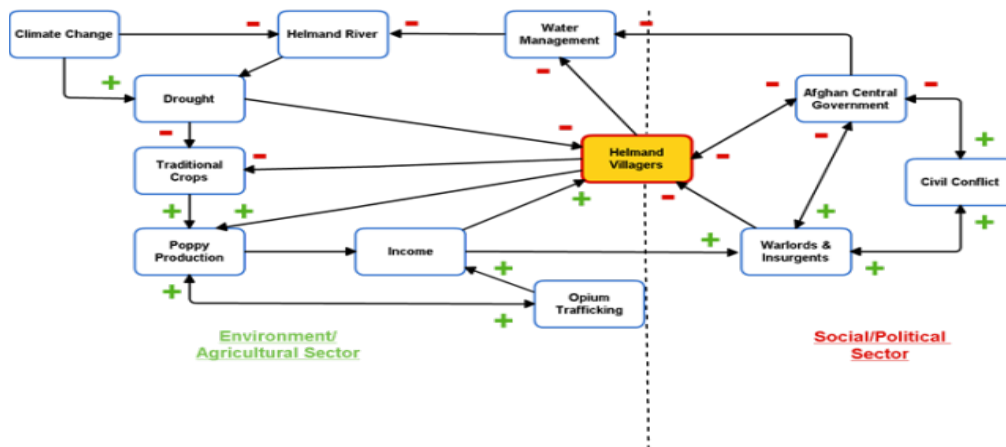 Climate Change
Helmand River
Water
Management
Drought
Afghan Central
Government
Helmand
Villagers
Traditional
Crops
Civil Conflict
Poppy
Production
Income
Warlords &
Insurgents
Opium
Trafficking
Environment/
Agricultural Sector
Social/Political
Sector